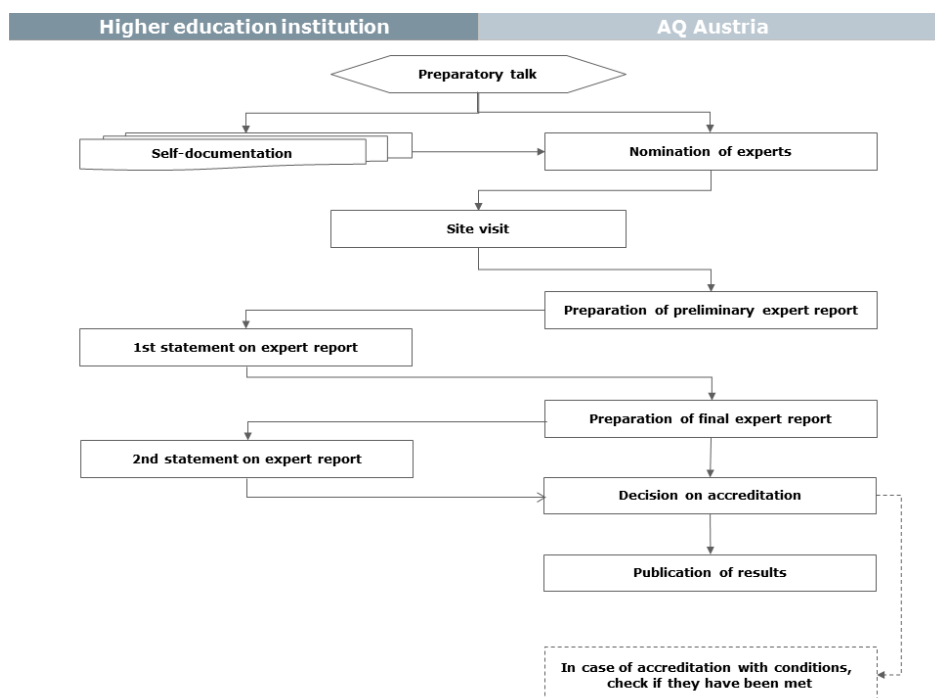 Higher education institution
AQ Austria
Preparatory talk
Self-documentation
Nomination of experts
Site visit
Preparation of preliminary expert report
1st statement on expert report
Preparation of final expert report
2nd statement on expert report
Decision on accreditation
Publication of results
In case of accreditation with conditions,
check if they have been met